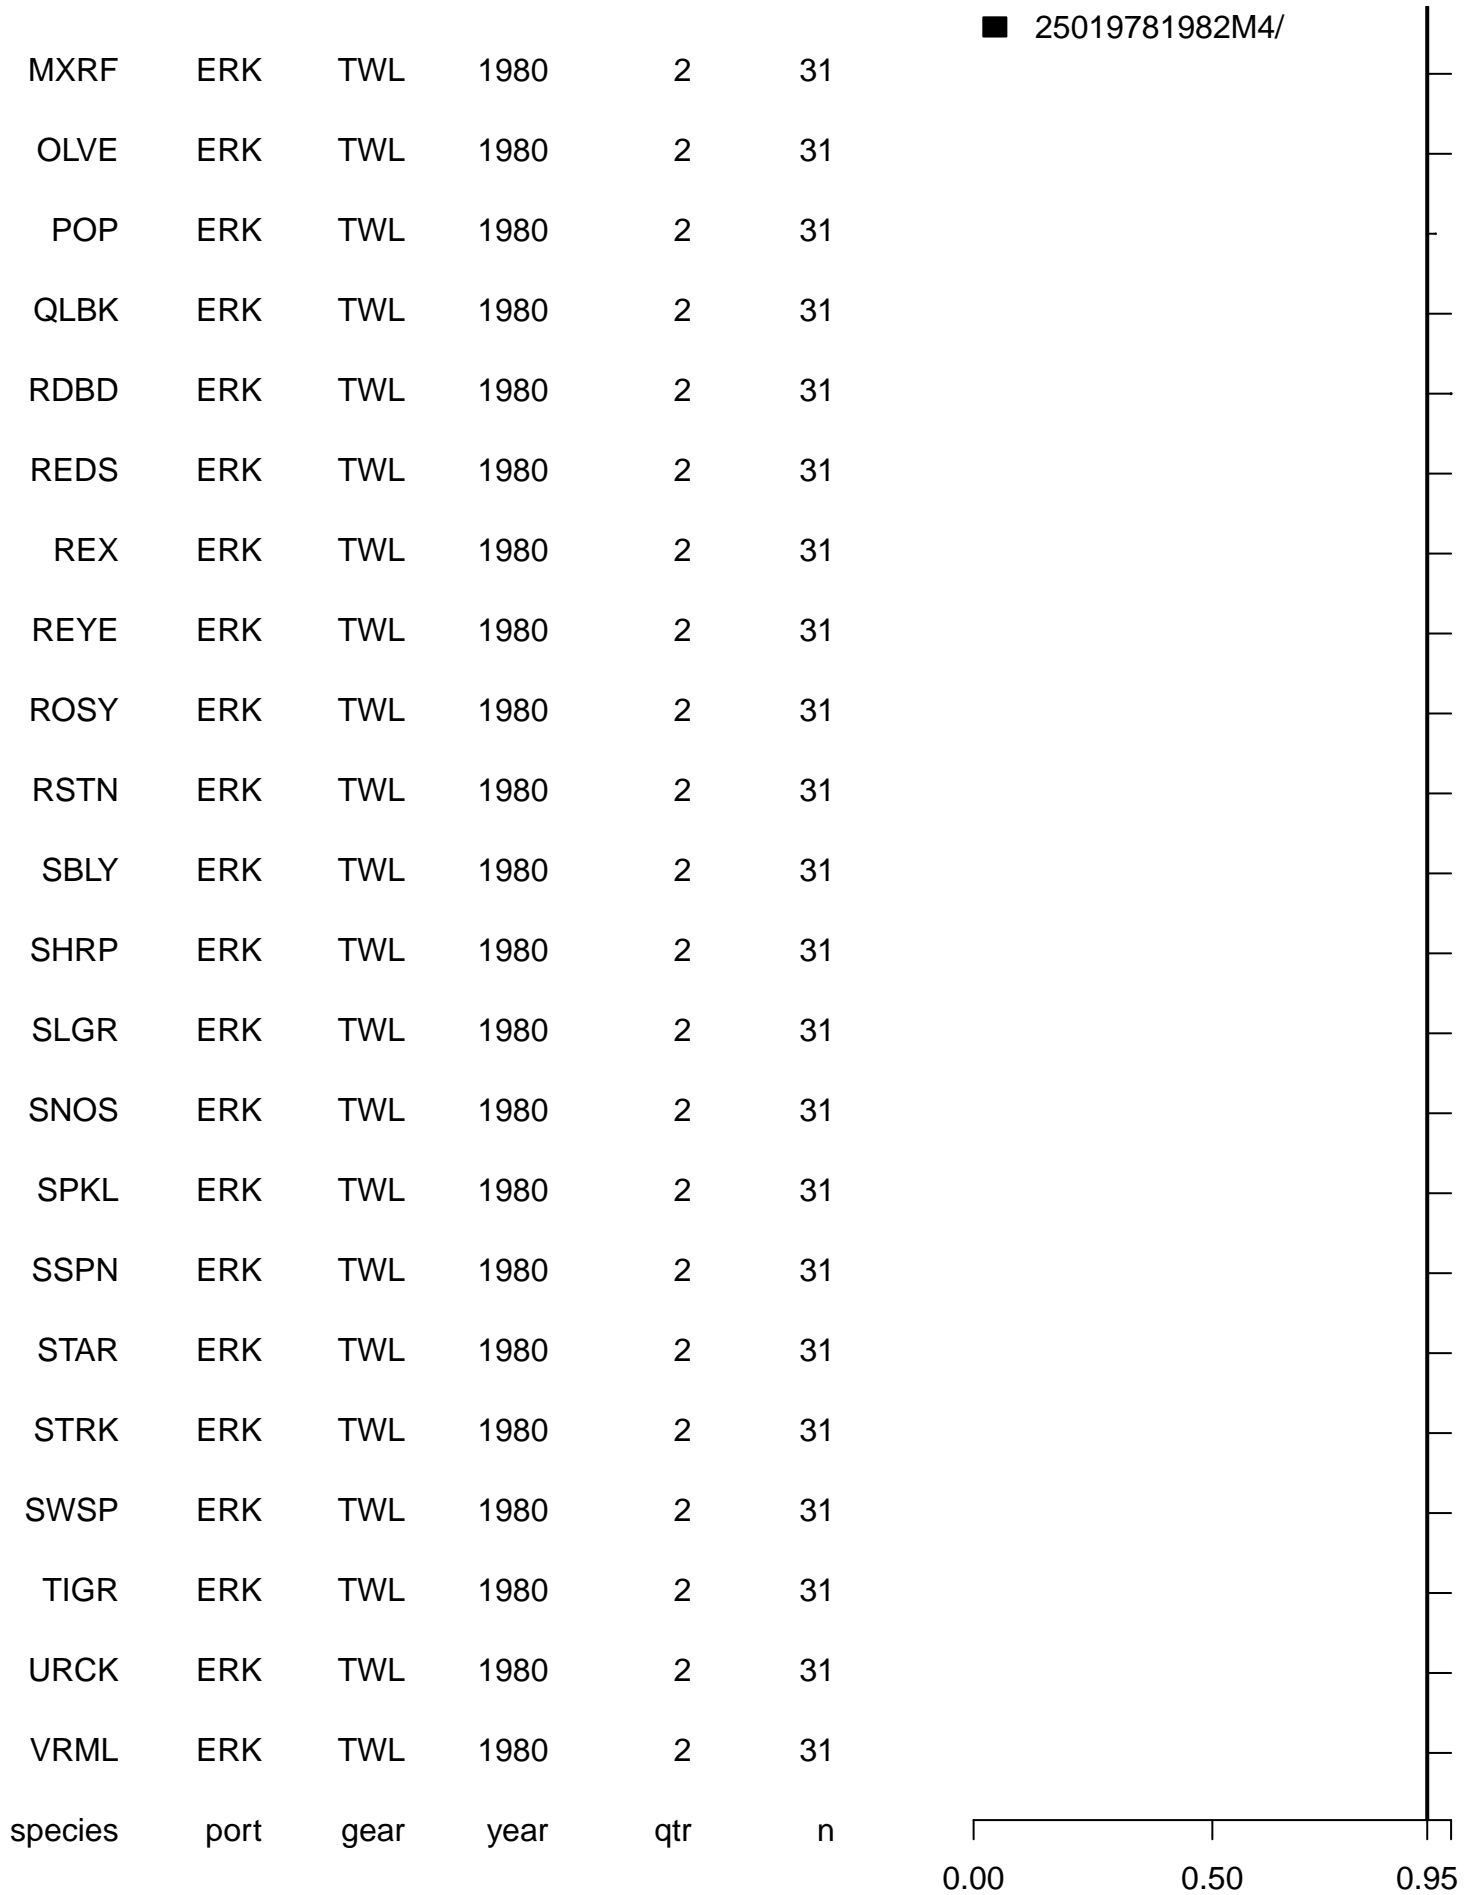 25019781982M4/
MXRF ERK TWL 1980 2 31
OLVE ERK TWL 1980 2 31
POP ERK TWL 1980 2 31
QLBK ERK TWL 1980 2 31
RDBD ERK TWL 1980 2 31
REDS ERK TWL 1980 2 31
REX ERK TWL 1980 2 31
REYE ERK TWL 1980 2 31
ROSY ERK TWL 1980 2 31
RSTN ERK TWL 1980 2 31
SBLY ERK TWL 1980 2 31
SHRP ERK TWL 1980 2 31
SLGR ERK TWL 1980 2 31
SNOS ERK TWL 1980 2 31
SPKL ERK TWL 1980 2 31
SSPN ERK TWL 1980 2 31
STAR ERK TWL 1980 2 31
STRK ERK TWL 1980 2 31
SWSP ERK TWL 1980 2 31
TIGR ERK TWL 1980 2 31
URCK ERK TWL 1980 2 31
VRML ERK TWL 1980 2 31
species port gear year qtr n
0.00 0.50 0.95